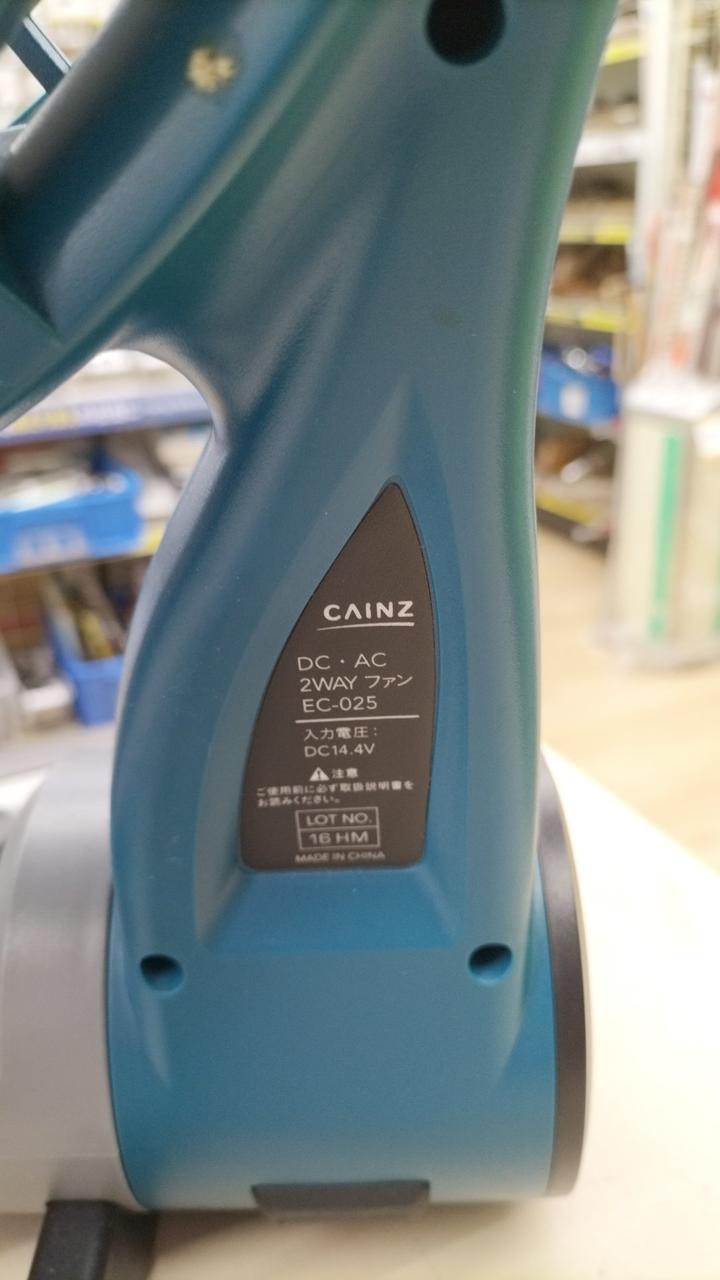 CAINZ
DC・AC
2WAY ファン
EC-025
入力電圧：
DC14.4V
⚠注意
ご使用前に必ず取扱説明書を
お読みください。
LOT NO.
16 HM
MADE IN CHINA